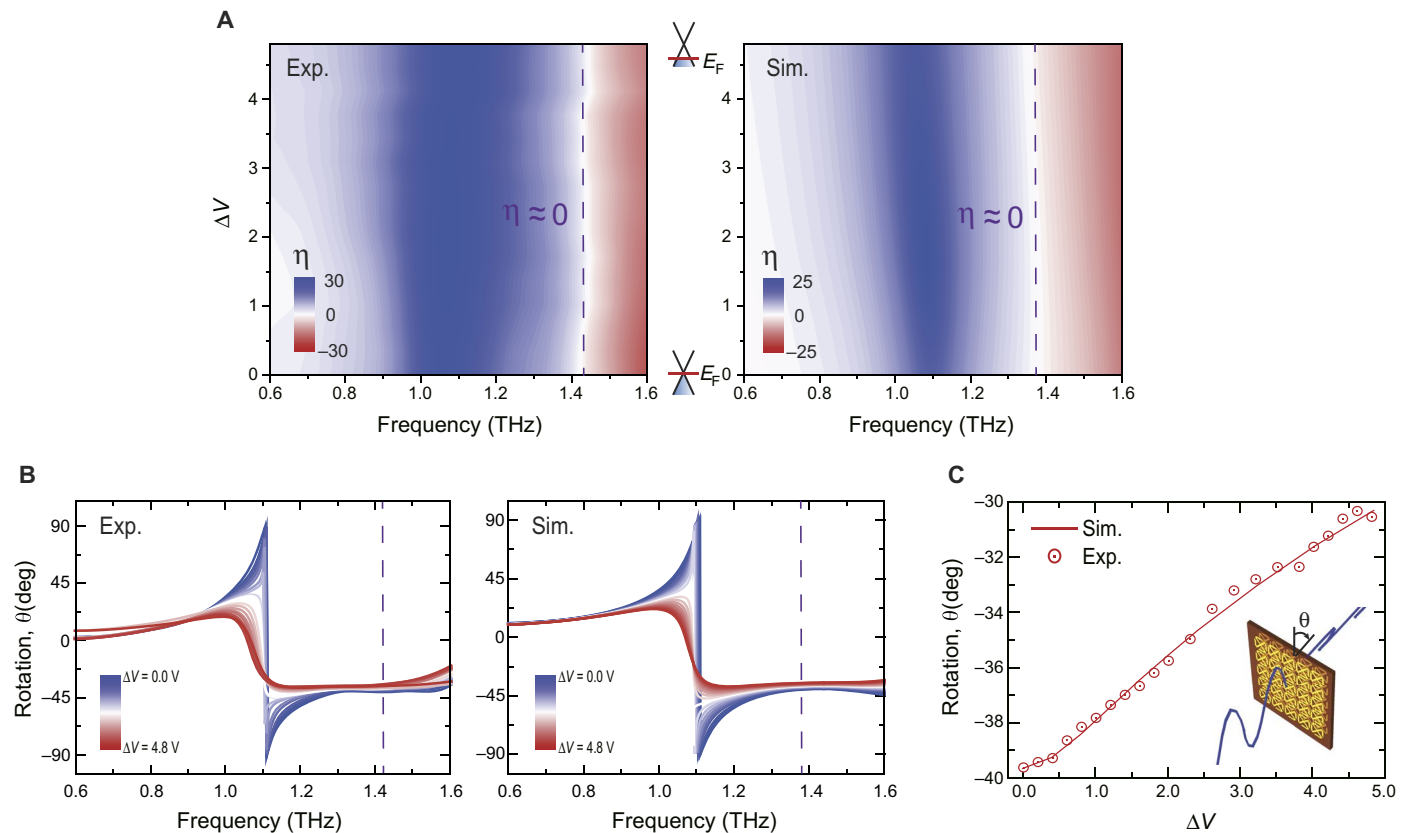 A
Exp.
E_F
Sim.
4
3
ΔV
η ≈ 0
η ≈ 0
2
η
30
0
–30
η
25
0
–25
1
0
E_F
4
3
2
1
0
0.6 0.8 1.0 1.2 1.4 1.6
0.6 0.8 1.0 1.2 1.4 1.6
Frequency (THz)
Frequency (THz)
B
Exp.
90
45
0
–45
–90
Rotation, θ(deg)
ΔV = 0.0 V
ΔV = 4.8 V
0.6 0.8 1.0 1.2 1.4 1.6
Frequency (THz)
Sim.
90
45
0
–45
–90
ΔV = 0.0 V
ΔV = 4.8 V
0.6 0.8 1.0 1.2 1.4 1.6
Frequency (THz)
C
–30
–32
–34
–36
–38
–40
Rotation, θ(deg)
Sim.
Exp.
θ
0.0 1.0 2.0 3.0 4.0 5.0
ΔV